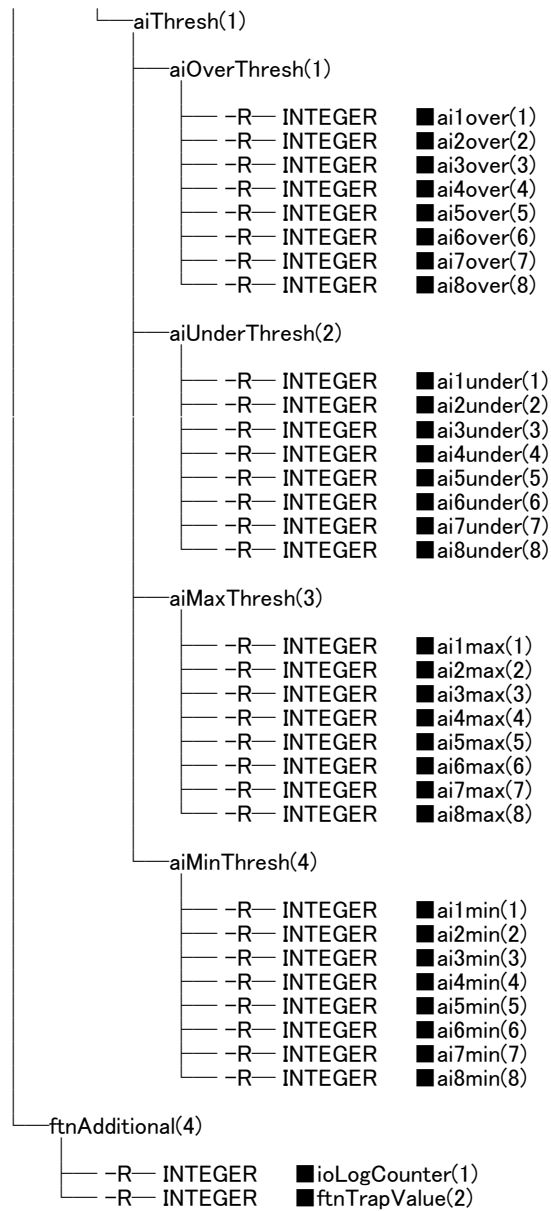 aiThresh(1)
aiOverThresh(1)
-R- INTEGER ■ai1over(1)
-R- INTEGER ■ai2over(2)
-R- INTEGER ■ai3over(3)
-R- INTEGER ■ai4over(4)
-R- INTEGER ■ai5over(5)
-R- INTEGER ■ai6over(6)
-R- INTEGER ■ai7over(7)
-R- INTEGER ■ai8over(8)
aiUnderThresh(2)
-R- INTEGER ■ai1under(1)
-R- INTEGER ■ai2under(2)
-R- INTEGER ■ai3under(3)
-R- INTEGER ■ai4under(4)
-R- INTEGER ■ai5under(5)
-R- INTEGER ■ai6under(6)
-R- INTEGER ■ai7under(7)
-R- INTEGER ■ai8under(8)
aiMaxThresh(3)
-R- INTEGER ■ai1max(1)
-R- INTEGER ■ai2max(2)
-R- INTEGER ■ai3max(3)
-R- INTEGER ■ai4max(4)
-R- INTEGER ■ai5max(5)
-R- INTEGER ■ai6max(6)
-R- INTEGER ■ai7max(7)
-R- INTEGER ■ai8max(8)
aiMinThresh(4)
-R- INTEGER ■ai1min(1)
-R- INTEGER ■ai2min(2)
-R- INTEGER ■ai3min(3)
-R- INTEGER ■ai4min(4)
-R- INTEGER ■ai5min(5)
-R- INTEGER ■ai6min(6)
-R- INTEGER ■ai7min(7)
-R- INTEGER ■ai8min(8)
ftnAdditional(4)
-R- INTEGER ■ioLogCounter(1)
-R- INTEGER ■ftnTrapValue(2)